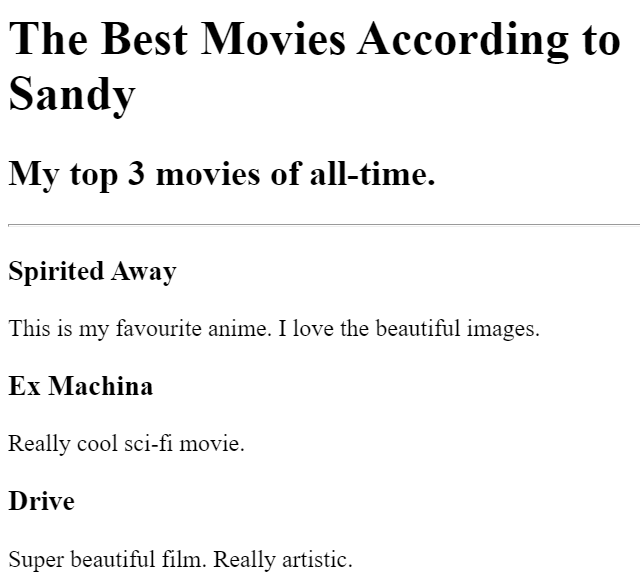 The Best Movies According to
Sandy
My top 3 movies of all-time.
Spirited Away
This is my favourite anime. I love the beautiful images.
Ex Machina
Really cool sci-fi movie.
Drive
Super beautiful film. Really artistic.